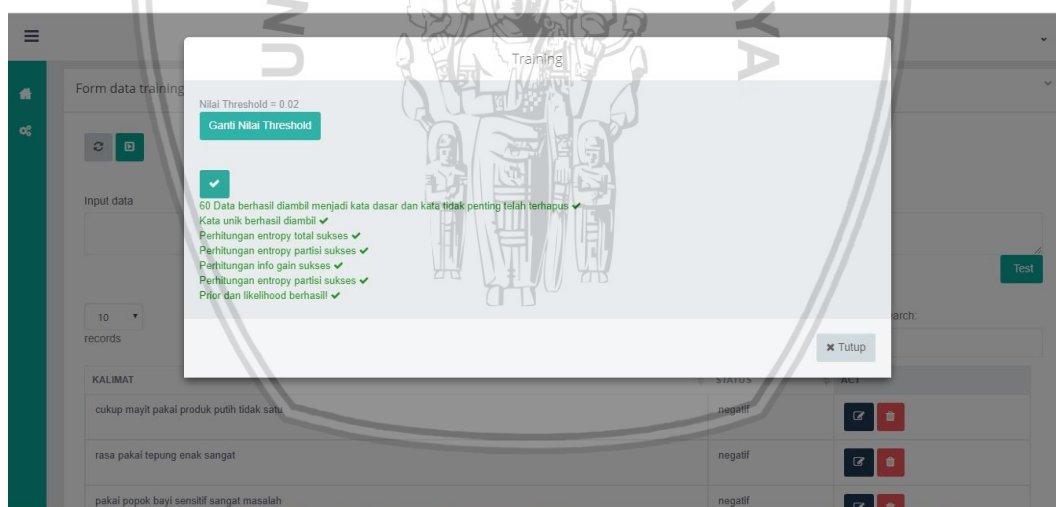 YA
UNIV
Training
Form data training
Nilai Threshold = 0.02
Ganti Nilai Threshold
Input data
60 Data berhasil diambil menjadi kata dasar dan kata tidak penting telah terhapus ✔
Kata unik berhasil diambil ✔
Perhitungan entropy total sukses ✔
Perhitungan entropy partisi sukses ✔
Perhitungan info gain sukses ✔
Perhitungan entropy partisi sukses ✔
Prior dan likelihood berhasil! ✔
Test
10
records
earch:
✖ Tutup
KALIMAT STATUS ACT
cukup mayit pakai produk putih tidak satu negatif
rasa pakai tepung enak sangat negatif
pakai popok bayi sensitif sangat masalah negatif